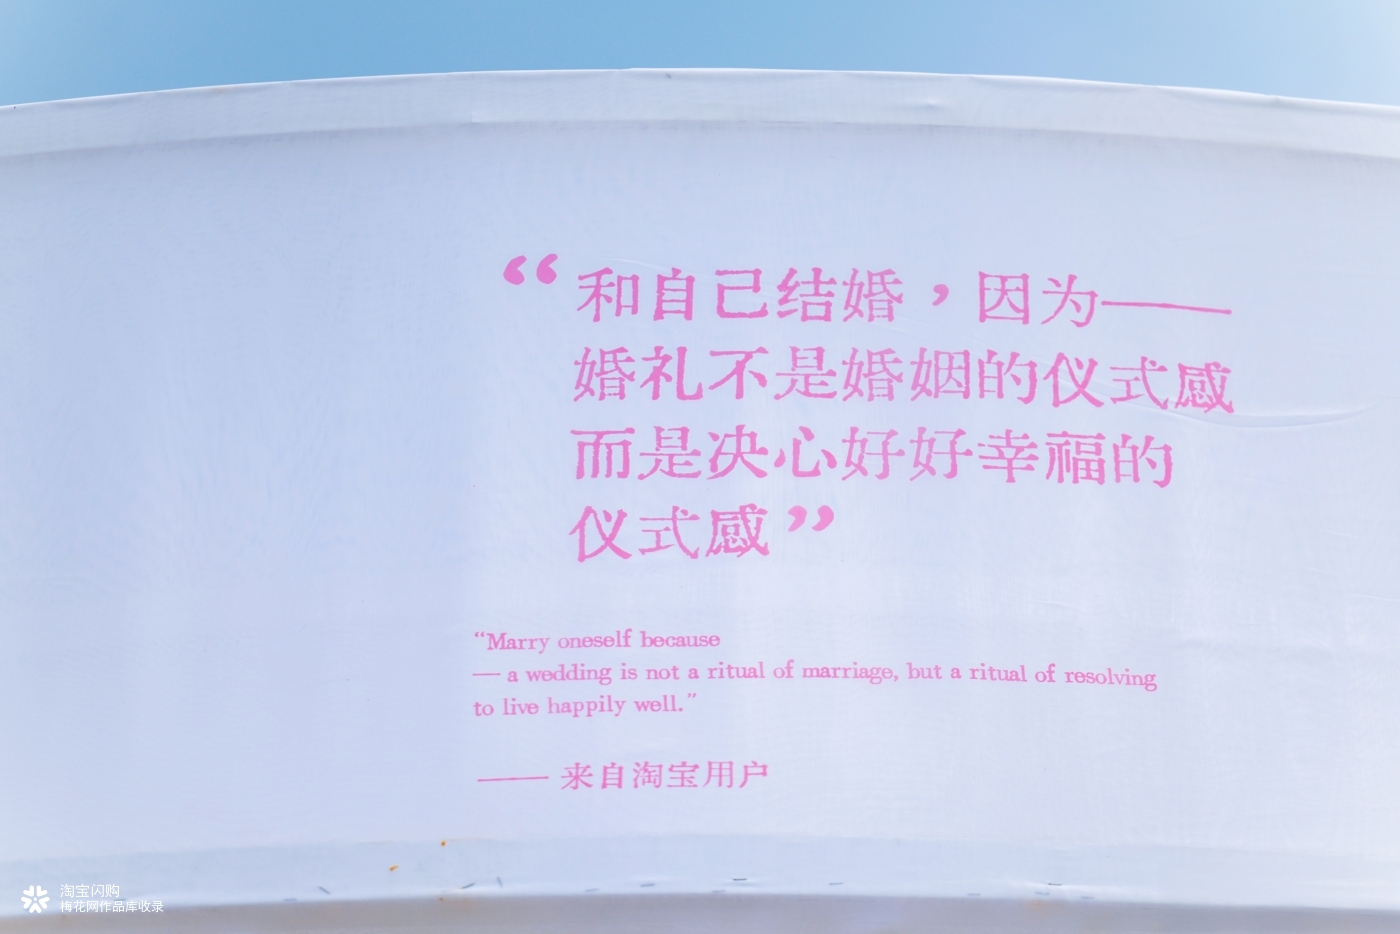 “和自己结婚，因为——
婚礼不是婚姻的仪式感
而是决心好好幸福的
仪式感”
“Marry oneself because
— a wedding is not a ritual of marriage, but a ritual of resolving
to live happily well.”
—— 来自淘宝用户
淘宝闪购
梅花网作品库收录